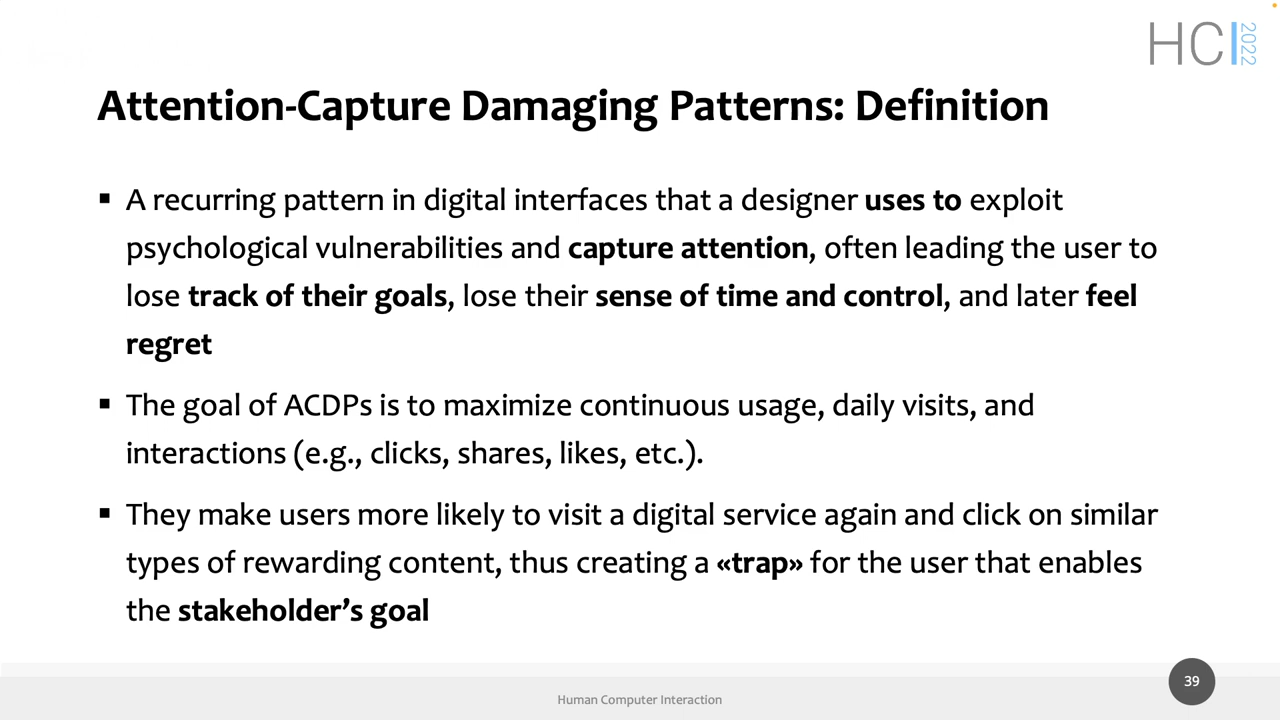 HCI 2022
Attention-Capture Damaging Patterns: Definition
▪ A recurring pattern in digital interfaces that a designer uses to exploit
psychological vulnerabilities and capture attention, often leading the user to
lose track of their goals, lose their sense of time and control, and later feel
regret
▪ The goal of ACDPs is to maximize continuous usage, daily visits, and
interactions (e.g., clicks, shares, likes, etc.).
▪ They make users more likely to visit a digital service again and click on similar
types of rewarding content, thus creating a «trap» for the user that enables
the stakeholder’s goal
39
Human Computer Interaction